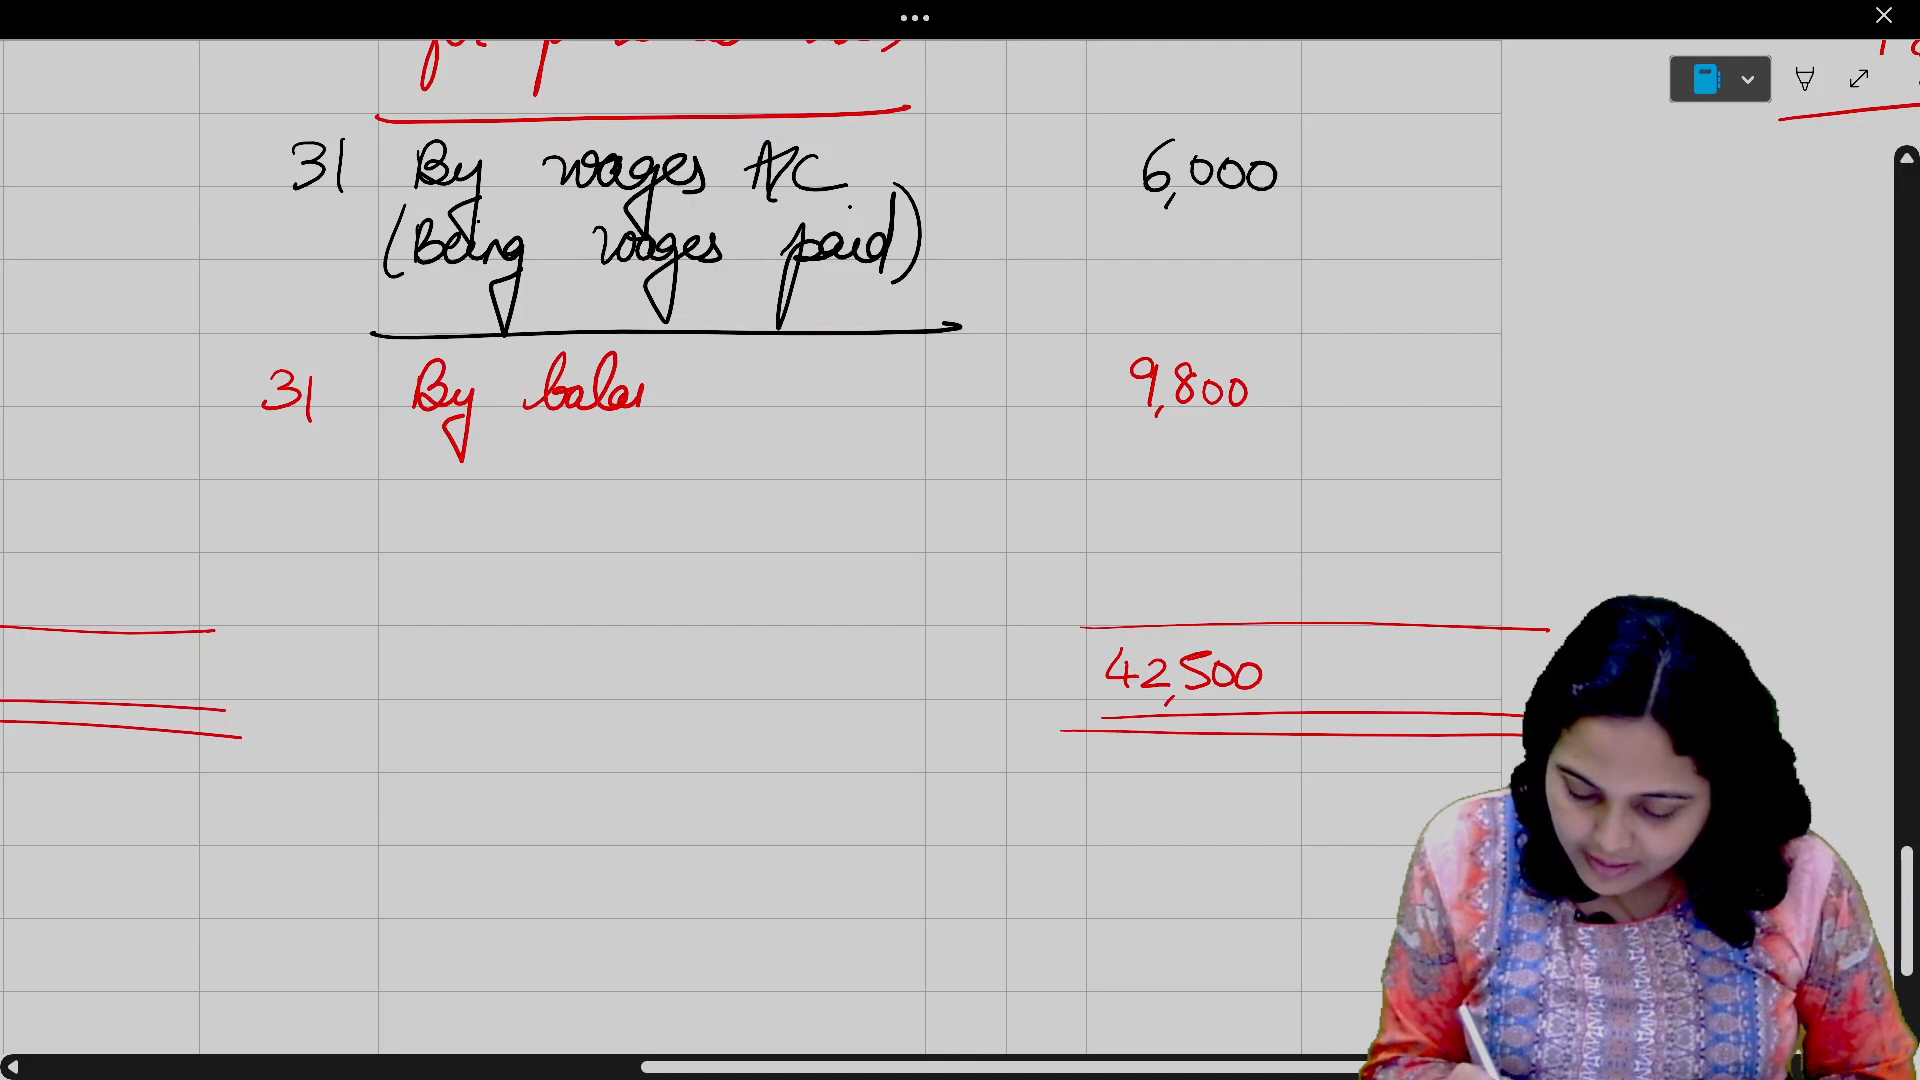 31 By wages A/C 6,000
(Being wages paid)
31 By balan 9,800
42,500